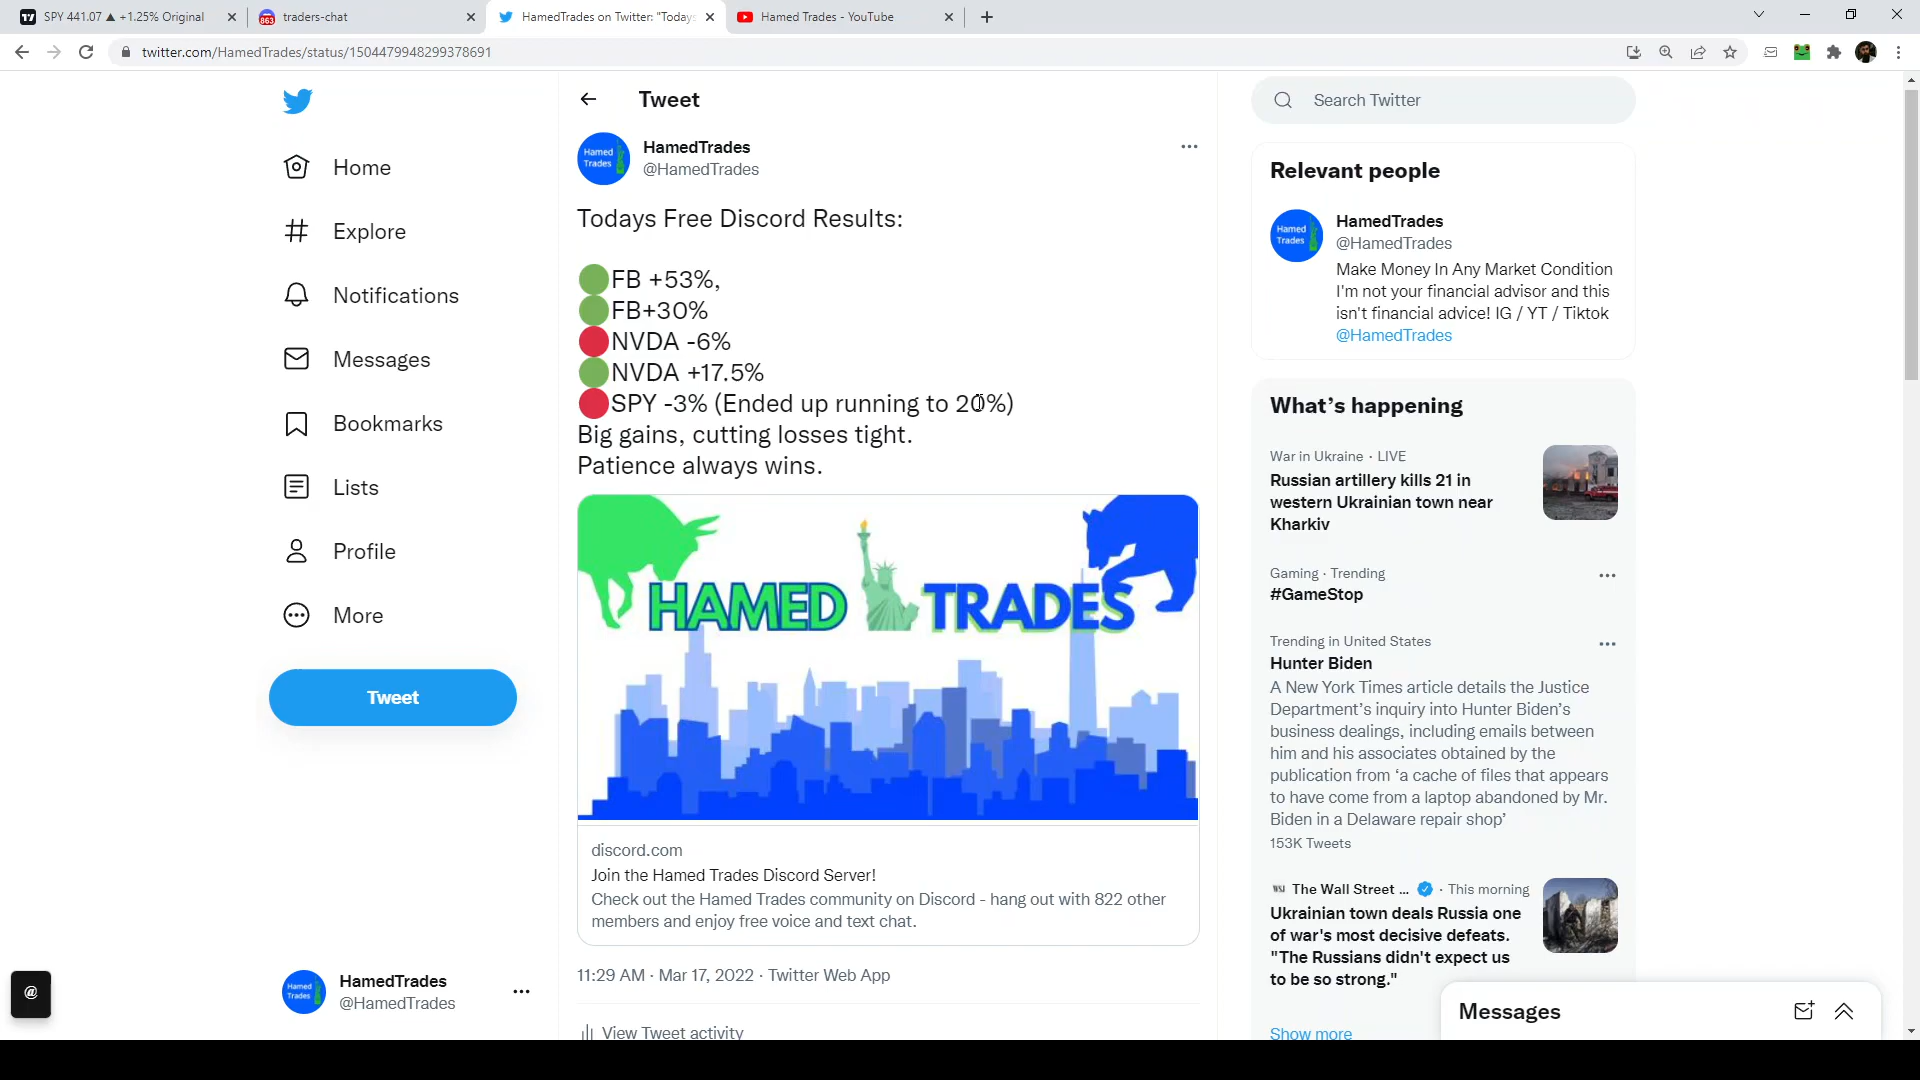 SPY 441.07 ▲ +1.25% Original
863
traders-chat
HamedTrades on Twitter: "Todays
Hamed Trades - YouTube
twitter.com/HamedTrades/status/1504479948299378691
Home
Explore
Notifications
Messages
Bookmarks
Lists
Profile
More
Tweet
HamedTrades
@HamedTrades
@
Tweet
Hamed
Trades
HamedTrades
@HamedTrades
Todays Free Discord Results:
FB +53%,
FB+30%
NVDA -6%
NVDA +17.5%
SPY -3% (Ended up running to 20%)
Big gains, cutting losses tight.
Patience always wins.
HAMED TRADES
discord.com
Join the Hamed Trades Discord Server!
Check out the Hamed Trades community on Discord - hang out with 822 other
members and enjoy free voice and text chat.
11:29 AM · Mar 17, 2022 · Twitter Web App
View Tweet activity
Search Twitter
Relevant people
Hamed
Trades
HamedTrades
@HamedTrades
Make Money In Any Market Condition
I'm not your financial advisor and this
isn't financial advice! IG / YT / Tiktok
@HamedTrades
What's happening
War in Ukraine · LIVE
Russian artillery kills 21 in
western Ukrainian town near
Kharkiv
Gaming · Trending
#GameStop
Trending in United States
Hunter Biden
A New York Times article details the Justice
Department's inquiry into Hunter Biden's
business dealings, including emails between
him and his associates obtained by the
publication from ‘a cache of files that appears
to have come from a laptop abandoned by Mr.
Biden in a Delaware repair shop’
153K Tweets
WSJ The Wall Street ... · This morning
Ukrainian town deals Russia one
of war's most decisive defeats.
"The Russians didn't expect us
to be so strong."
Show more
Messages
Hamed
Trades